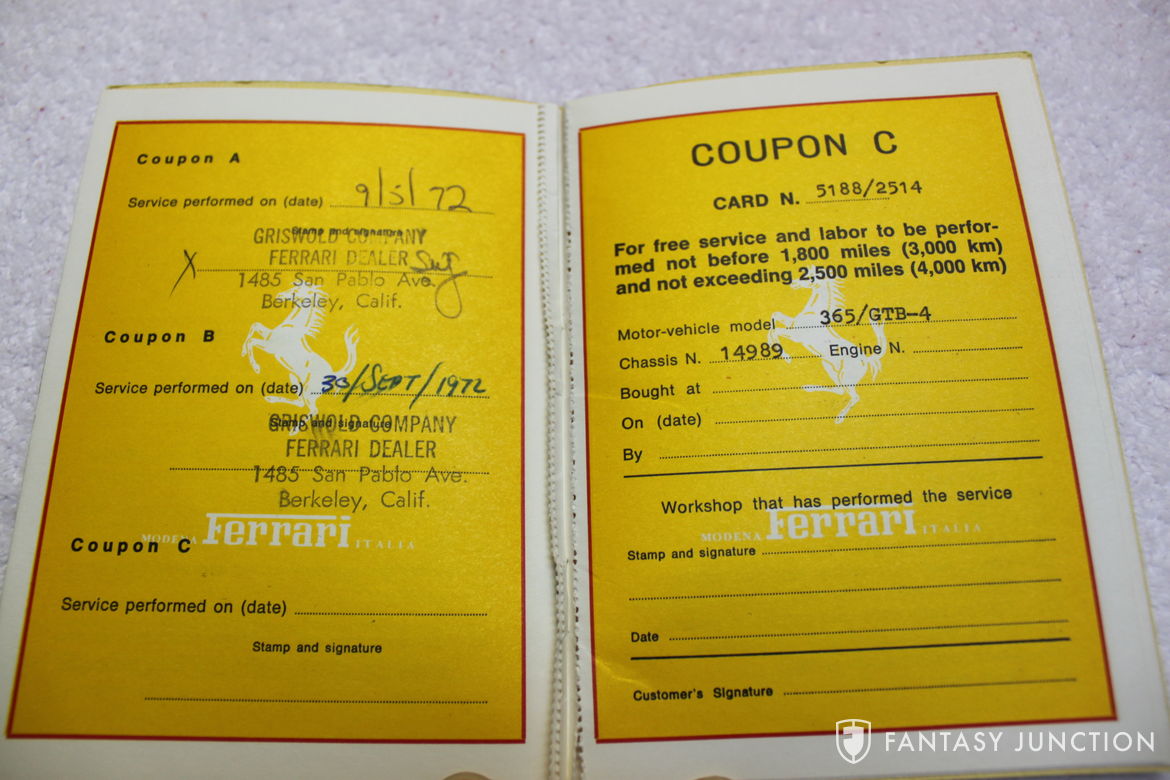 Coupon A
Service performed on (date) 9/5/72
Stamp and signature
GRISWOLD COMPANY
FERRARI DEALER
1485 San Pablo Ave.
Berkeley, Calif.
Coupon B
Service performed on (date) 30/SEPT/1972
Stamp and signature
GRISWOLD COMPANY
FERRARI DEALER
1485 San Pablo Ave.
Berkeley, Calif.
MODENA Ferrari ITALIA
Coupon C
Service performed on (date)
Stamp and signature
COUPON C
CARD N. 5188/2514
For free service and labor to be perfor-
med not before 1,800 miles (3,000 km)
and not exceeding 2,500 miles (4,000 km)
Motor-vehicle model 365/GTB-4
Chassis N. 14989 Engine N.
Bought at
On (date)
By
Workshop that has performed the service
MODENA Ferrari ITALIA
Stamp and signature
Date
Customer's Signature
FANTASY JUNCTION